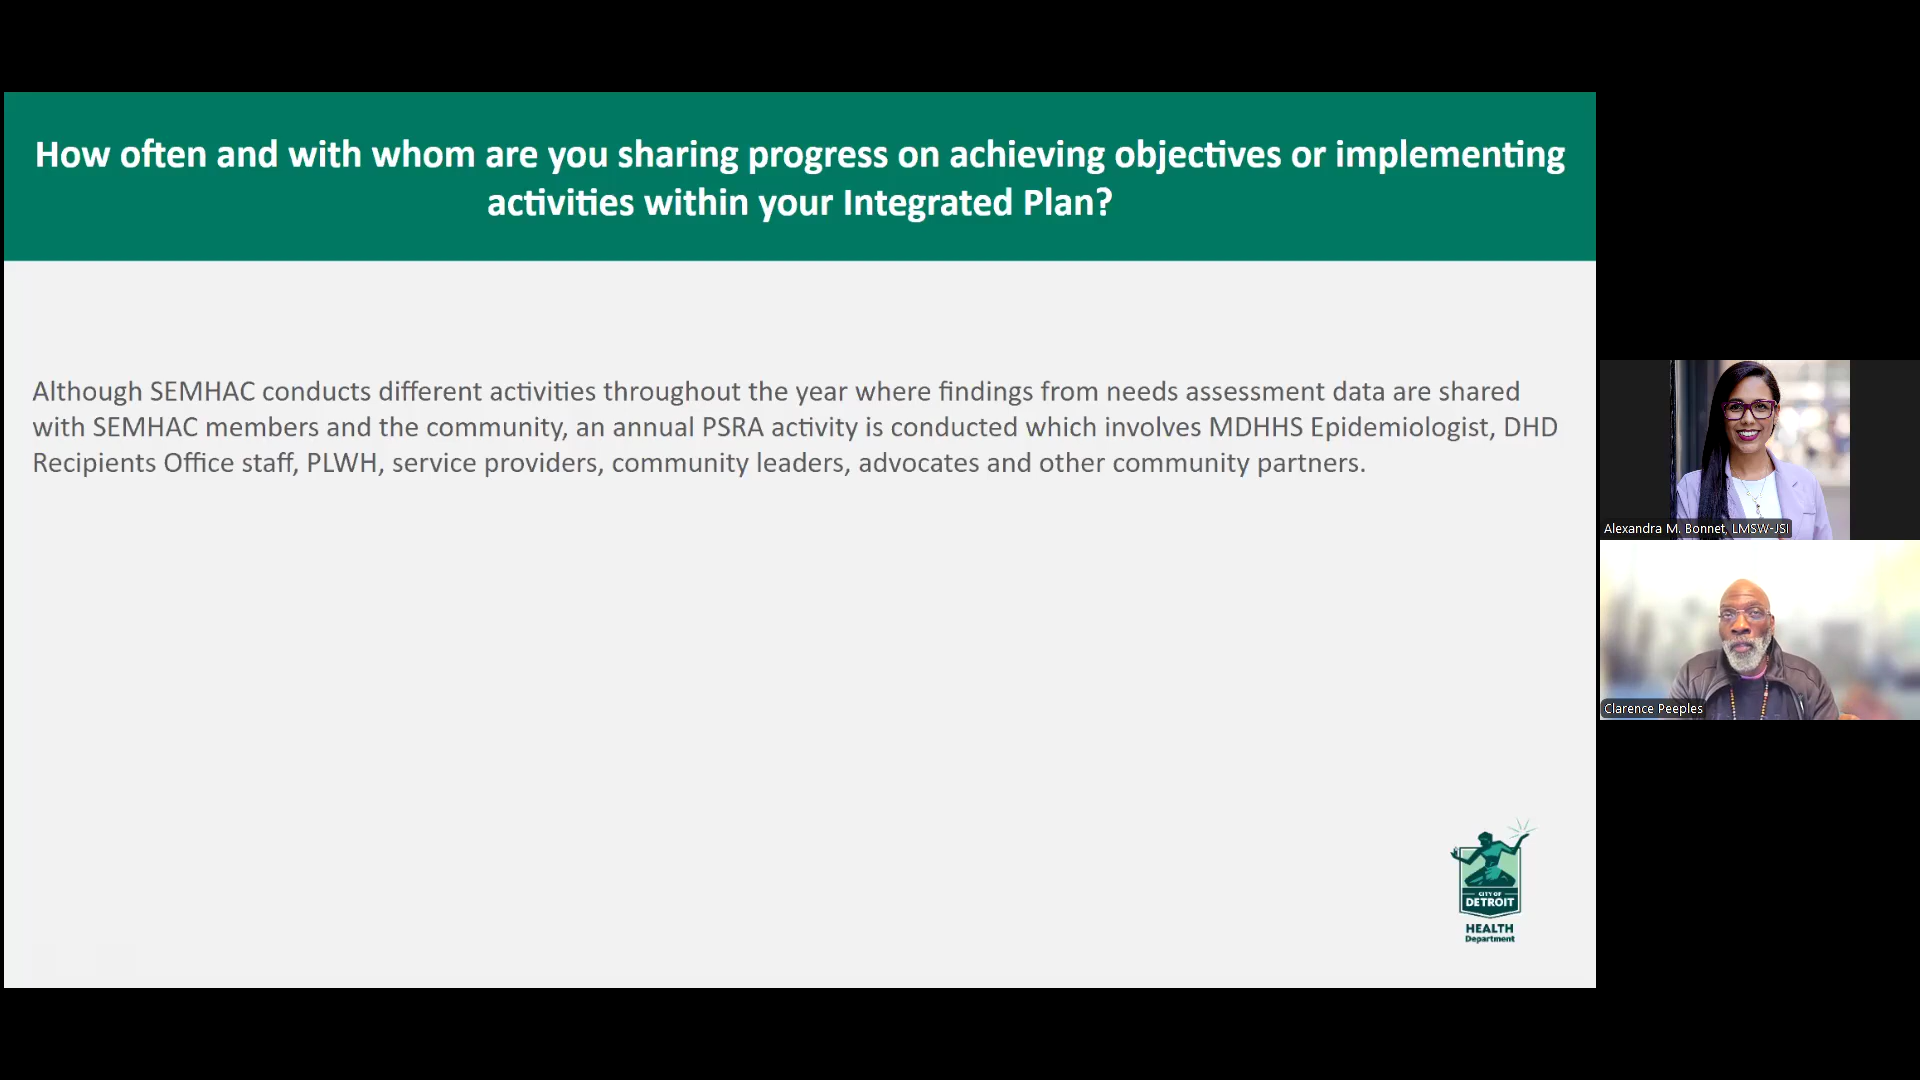 How often and with whom are you sharing progress on achieving objectives or implementing
activities within your Integrated Plan?
Although SEMHAC conducts different activities throughout the year where findings from needs assessment data are shared
with SEMHAC members and the community, an annual PSRA activity is conducted which involves MDHHS Epidemiologist, DHD
Recipients Office staff, PLWH, service providers, community leaders, advocates and other community partners.
Alexandra M. Bonnet, LMSW-JSI
Clarence Peeples
CITY OF
DETROIT
HEALTH
Department